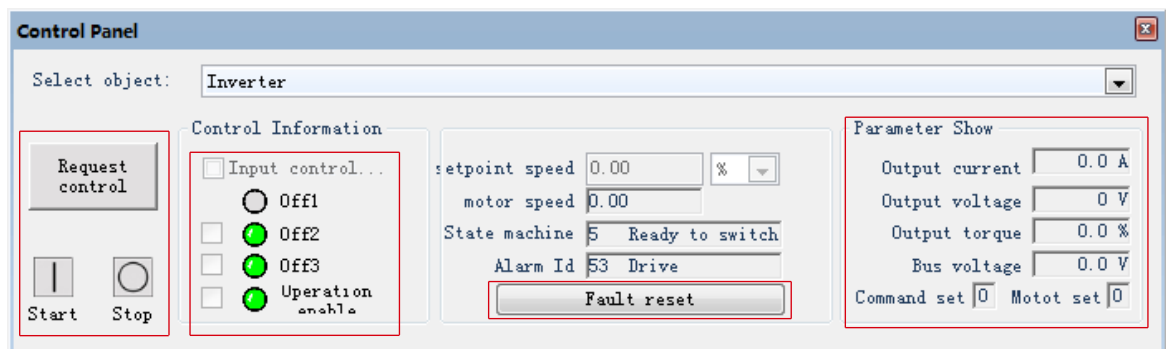 Control Panel
Select object:
Inverter
Request
control
Start
Stop
Control Information
Input control...
Off1
Off2
Off3
Operation
enable
setpoint speed 0.00 %
motor speed 0.00
State machine 5 Ready to switch
Alarm Id 53 Drive
Fault reset
Parameter Show
Output current 0.0 A
Output voltage 0 V
Output torque 0.0 %
Bus voltage 0.0 V
Command set 0 Motot set 0